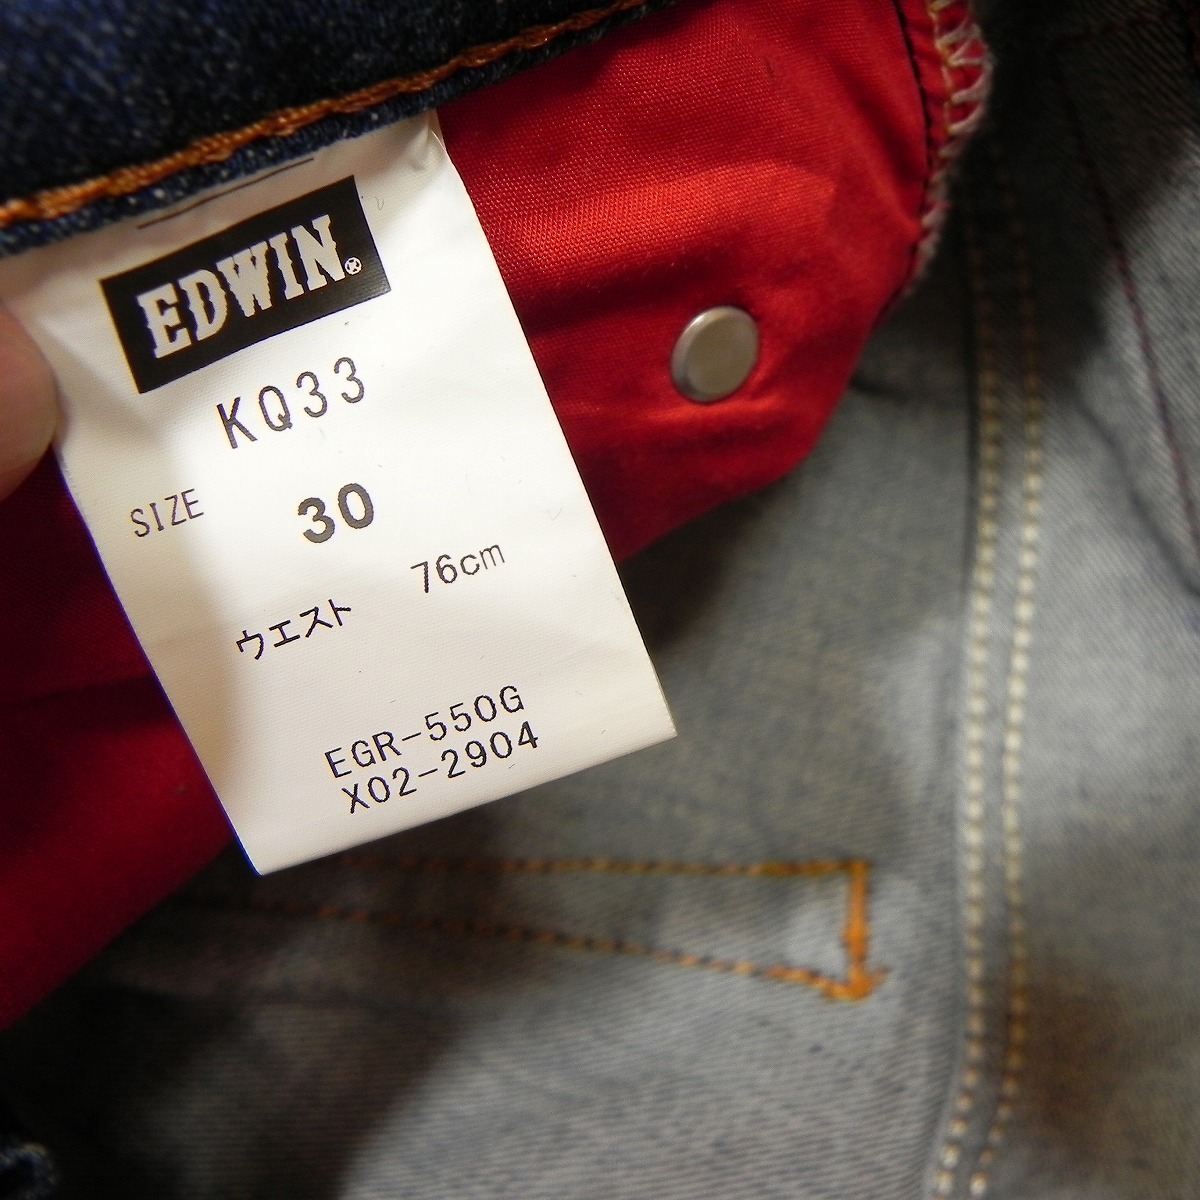 EDWIN®
KQ33
SIZE 30
ウエスト 76cm
EGR-550G
X02-2904